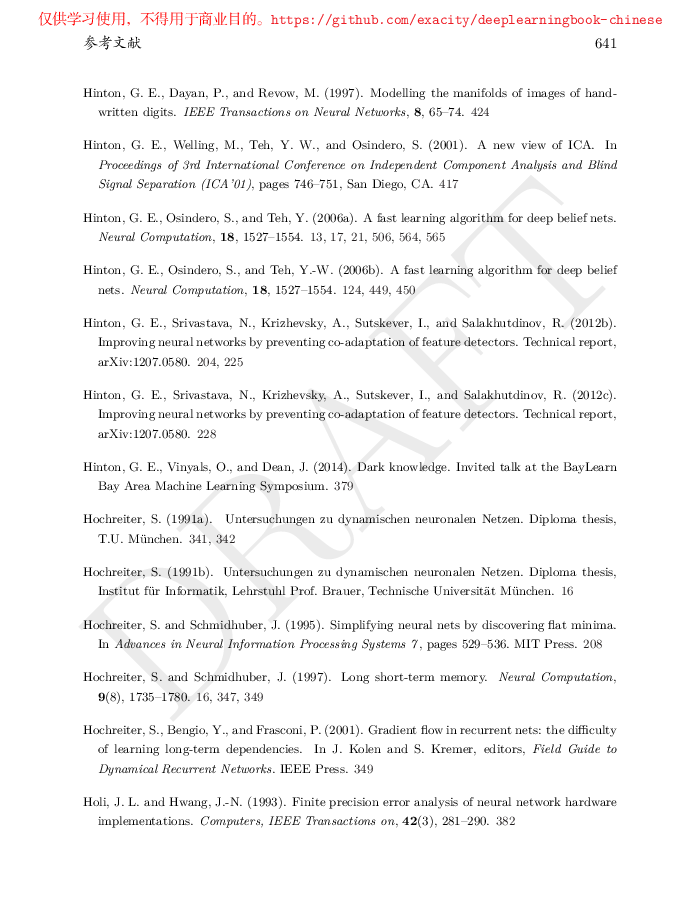 仅供学习使用，不得用于商业目的。https://github.com/exacity/deeplearningbook-chinese
参考文献 641
Hinton, G. E., Dayan, P., and Revow, M. (1997). Modelling the manifolds of images of hand-
written digits. IEEE Transactions on Neural Networks, 8, 65–74. 424
Hinton, G. E., Welling, M., Teh, Y. W., and Osindero, S. (2001). A new view of ICA. In
Proceedings of 3rd International Conference on Independent Component Analysis and Blind
Signal Separation (ICA'01), pages 746–751, San Diego, CA. 417
Hinton, G. E., Osindero, S., and Teh, Y. (2006a). A fast learning algorithm for deep belief nets.
Neural Computation, 18, 1527–1554. 13, 17, 21, 506, 564, 565
Hinton, G. E., Osindero, S., and Teh, Y.-W. (2006b). A fast learning algorithm for deep belief
nets. Neural Computation, 18, 1527–1554. 124, 449, 450
Hinton, G. E., Srivastava, N., Krizhevsky, A., Sutskever, I., and Salakhutdinov, R. (2012b).
Improving neural networks by preventing co-adaptation of feature detectors. Technical report,
arXiv:1207.0580. 204, 225
Hinton, G. E., Srivastava, N., Krizhevsky, A., Sutskever, I., and Salakhutdinov, R. (2012c).
Improving neural networks by preventing co-adaptation of feature detectors. Technical report,
arXiv:1207.0580. 228
Hinton, G. E., Vinyals, O., and Dean, J. (2014). Dark knowledge. Invited talk at the BayLearn
Bay Area Machine Learning Symposium. 379
Hochreiter, S. (1991a). Untersuchungen zu dynamischen neuronalen Netzen. Diploma thesis,
T.U. München. 341, 342
Hochreiter, S. (1991b). Untersuchungen zu dynamischen neuronalen Netzen. Diploma thesis,
Institut für Informatik, Lehrstuhl Prof. Brauer, Technische Universität München. 16
Hochreiter, S. and Schmidhuber, J. (1995). Simplifying neural nets by discovering flat minima.
In Advances in Neural Information Processing Systems 7, pages 529–536. MIT Press. 208
Hochreiter, S. and Schmidhuber, J. (1997). Long short-term memory. Neural Computation,
9(8), 1735–1780. 16, 347, 349
Hochreiter, S., Bengio, Y., and Frasconi, P. (2001). Gradient flow in recurrent nets: the difficulty
of learning long-term dependencies. In J. Kolen and S. Kremer, editors, Field Guide to
Dynamical Recurrent Networks. IEEE Press. 349
Holi, J. L. and Hwang, J.-N. (1993). Finite precision error analysis of neural network hardware
implementations. Computers, IEEE Transactions on, 42(3), 281–290. 382
DRAFT